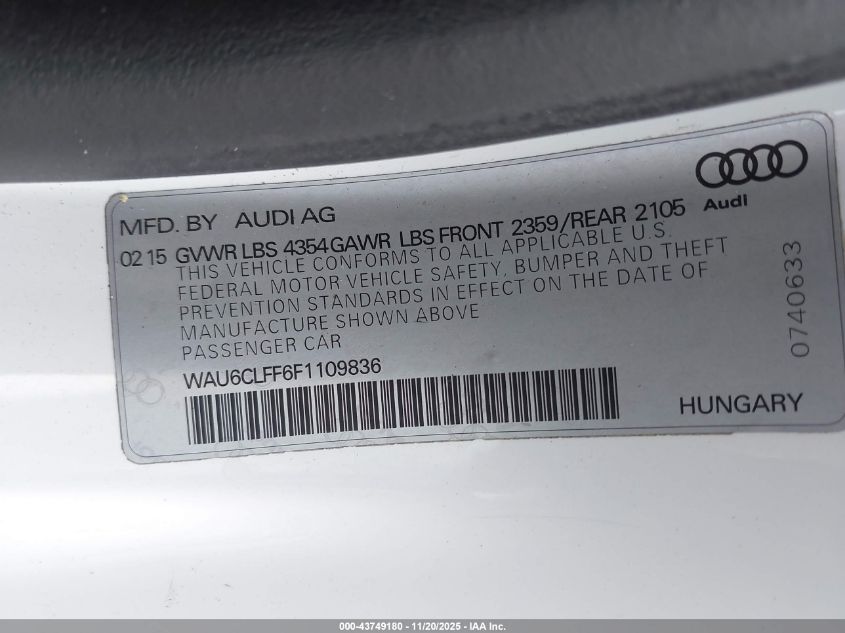 MFD. BY AUDI AG
Audi
02 15 GVWR LBS 4354 GAWR LBS FRONT 2359/REAR 2105
THIS VEHICLE CONFORMS TO ALL APPLICABLE U.S.
FEDERAL MOTOR VEHICLE SAFETY, BUMPER AND THEFT
PREVENTION STANDARDS IN EFFECT ON THE DATE OF
MANUFACTURE SHOWN ABOVE
PASSENGER CAR
0740633
WAU6CLFF6F1109836
HUNGARY
000-43749180 - 11/20/2025 - IAA Inc.